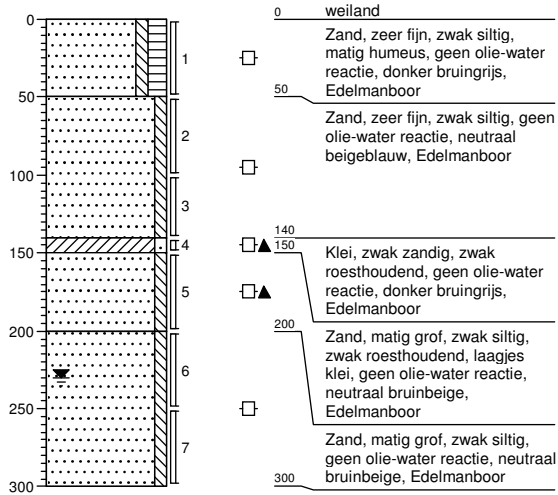 0
50
100
150
200
250
300
1
2
3
4
5
6
7
0
weiland
Zand, zeer fijn, zwak siltig,
matig humeus, geen olie-water
reactie, donker bruingrijs,
Edelmanboor
50
Zand, zeer fijn, zwak siltig, geen
olie-water reactie, neutraal
beigeblauw, Edelmanboor
140
150
Klei, zwak zandig, zwak
roesthoudend, geen olie-water
reactie, donker bruingrijs,
Edelmanboor
200
Zand, matig grof, zwak siltig,
zwak roesthoudend, laagjes
klei, geen olie-water reactie,
neutraal bruinbeige,
Edelmanboor
Zand, matig grof, zwak siltig,
geen olie-water reactie, neutraal
bruinbeige, Edelmanboor
300